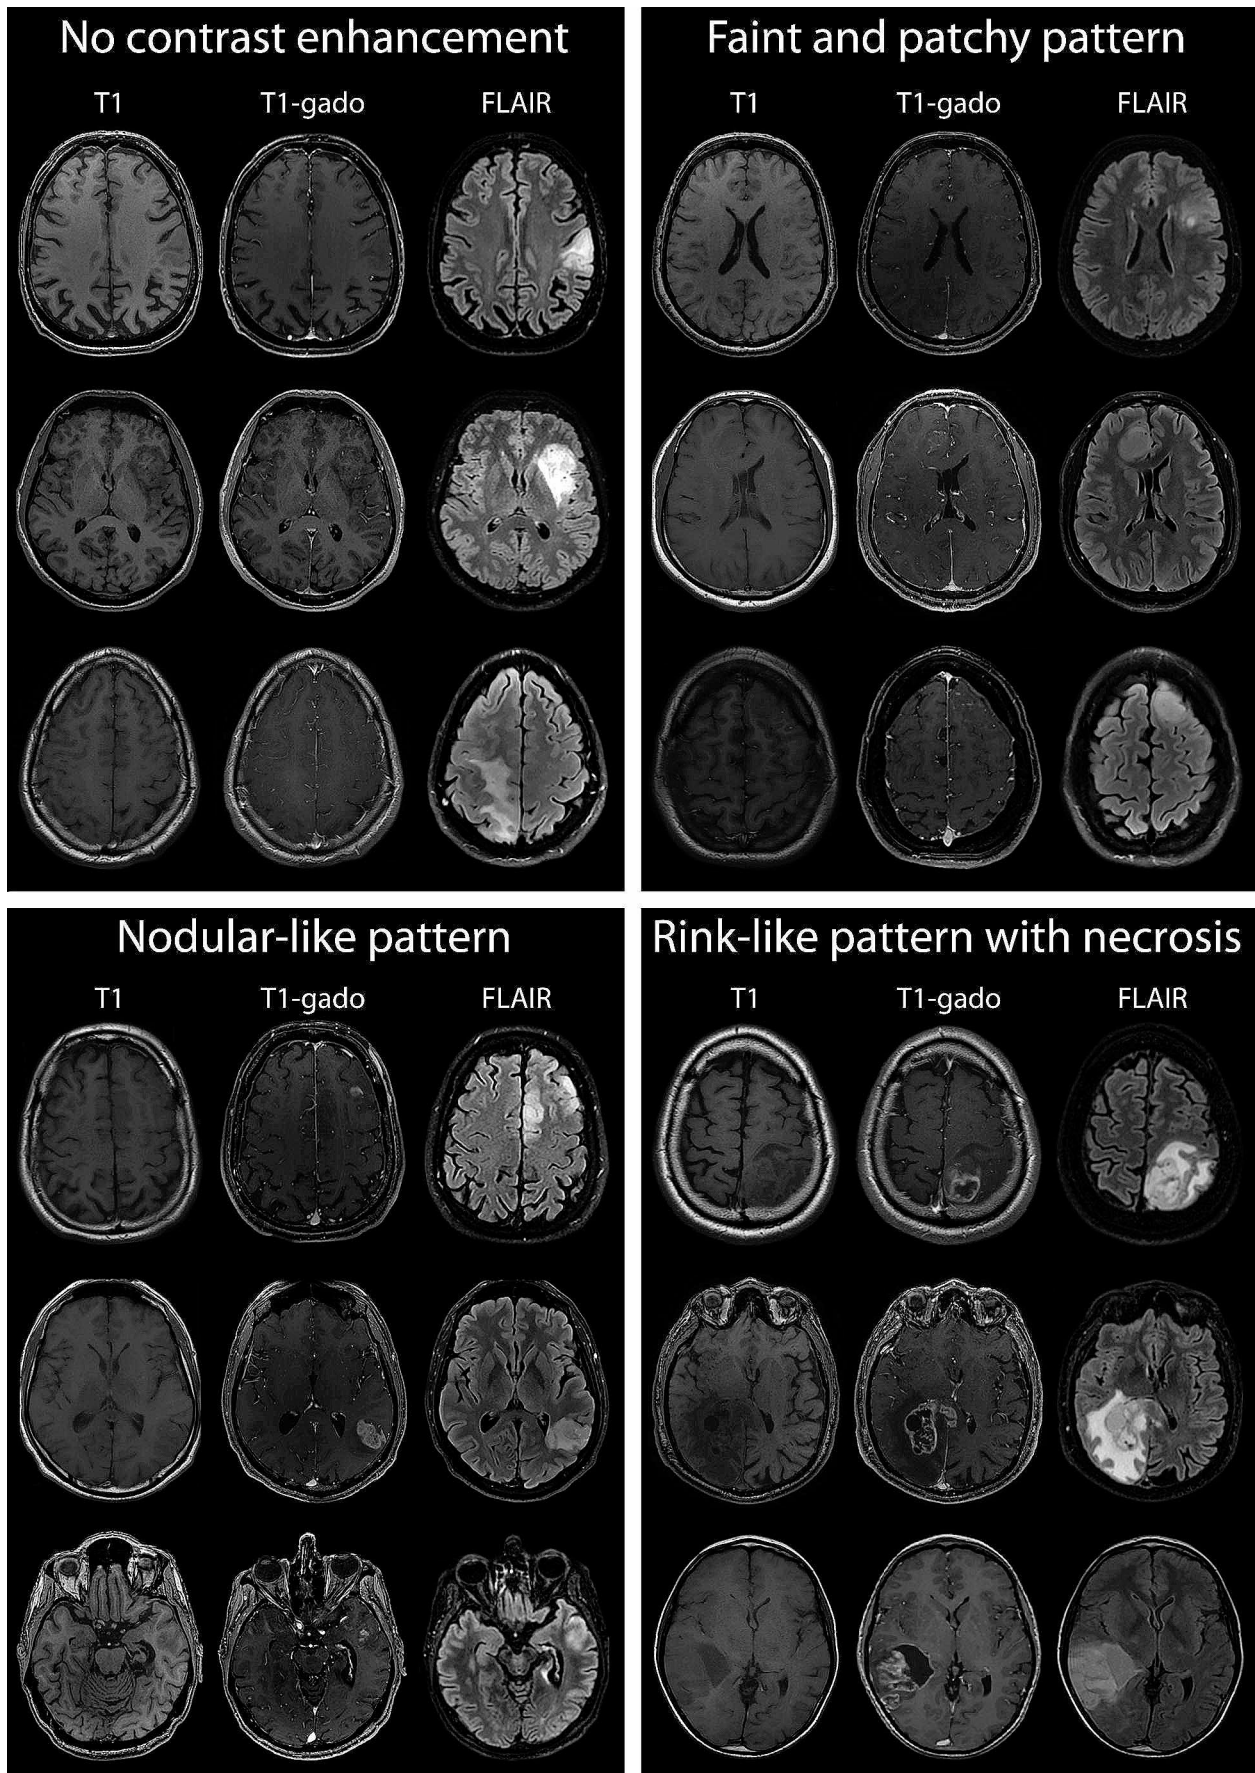 No contrast enhancement
T1 T1-gado FLAIR
Faint and patchy pattern
T1 T1-gado FLAIR
Nodular-like pattern
T1 T1-gado FLAIR
Rink-like pattern with necrosis
T1 T1-gado FLAIR